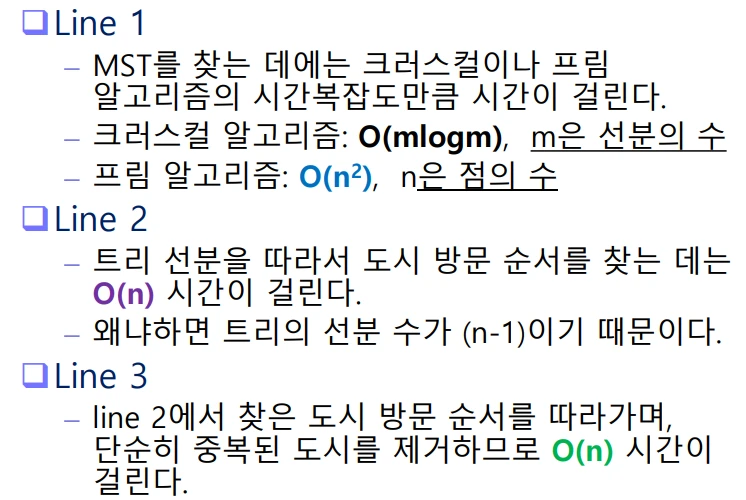 ❑Line 1
– MST를 찾는 데에는 크러스컬이나 프림
알고리즘의 시간복잡도만큼 시간이 걸린다.
– 크러스컬 알고리즘: O(mlogm), m은 선분의 수
– 프림 알고리즘: O(n²), n은 점의 수
❑Line 2
– 트리 선분을 따라서 도시 방문 순서를 찾는 데는
O(n) 시간이 걸린다.
– 왜냐하면 트리의 선분 수가 (n-1)이기 때문이다.
❑Line 3
– line 2에서 찾은 도시 방문 순서를 따라가며,
단순히 중복된 도시를 제거하므로 O(n) 시간이
걸린다.